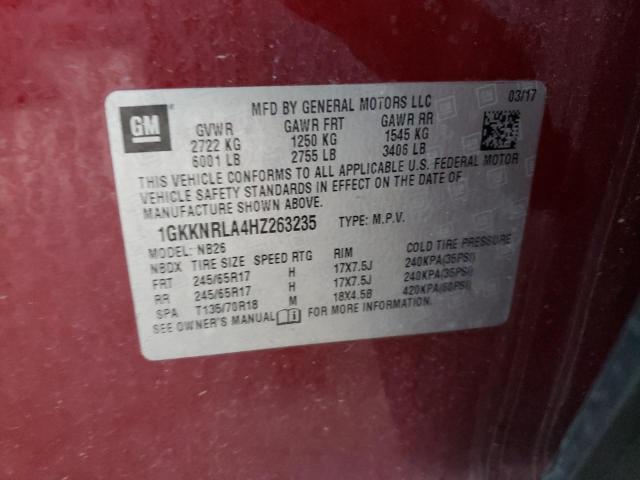 GM
MFD BY GENERAL MOTORS LLC 03/17
GVWR GAWR FRT GAWR RR
2722 KG 1250 KG 1545 KG
6001 LB 2755 LB 3406 LB
THIS VEHICLE CONFORMS TO ALL APPLICABLE U.S. FEDERAL MOTOR
VEHICLE SAFETY STANDARDS IN EFFECT ON THE DATE OF
MANUFACTURE SHOWN ABOVE.
1GKKNRLA4HZ263235 TYPE: M.P.V.
MODEL: NB26
NBDX TIRE SIZE SPEED RTG RIM COLD TIRE PRESSURE
FRT 245/65R17 H 17X7.5J 240KPA(35PSI)
RR 245/65R17 H 17X7.5J 240KPA(35PSI)
SPA T135/70R18 M 18X4.5B 420KPA(60PSI)
SEE OWNER'S MANUAL FOR MORE INFORMATION.